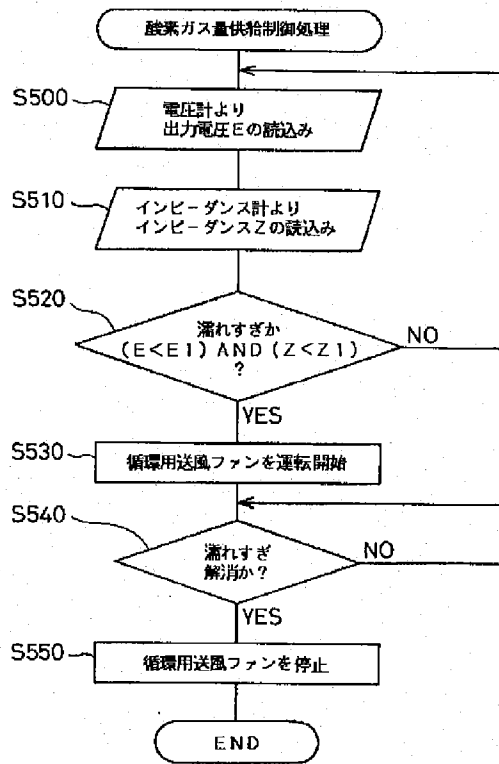 酸素ガス量供給制御処理
S500
電圧計より
出力電圧Eの読込み
S510
インピーダンス計より
インピーダンスZの読込み
S520
濡れすぎか
(E<E1) AND (Z<Z1)
?
NO
YES
S530
循環用送風ファンを運転開始
S540
濡れすぎ
解消か?
NO
YES
S550
循環用送風ファンを停止
END